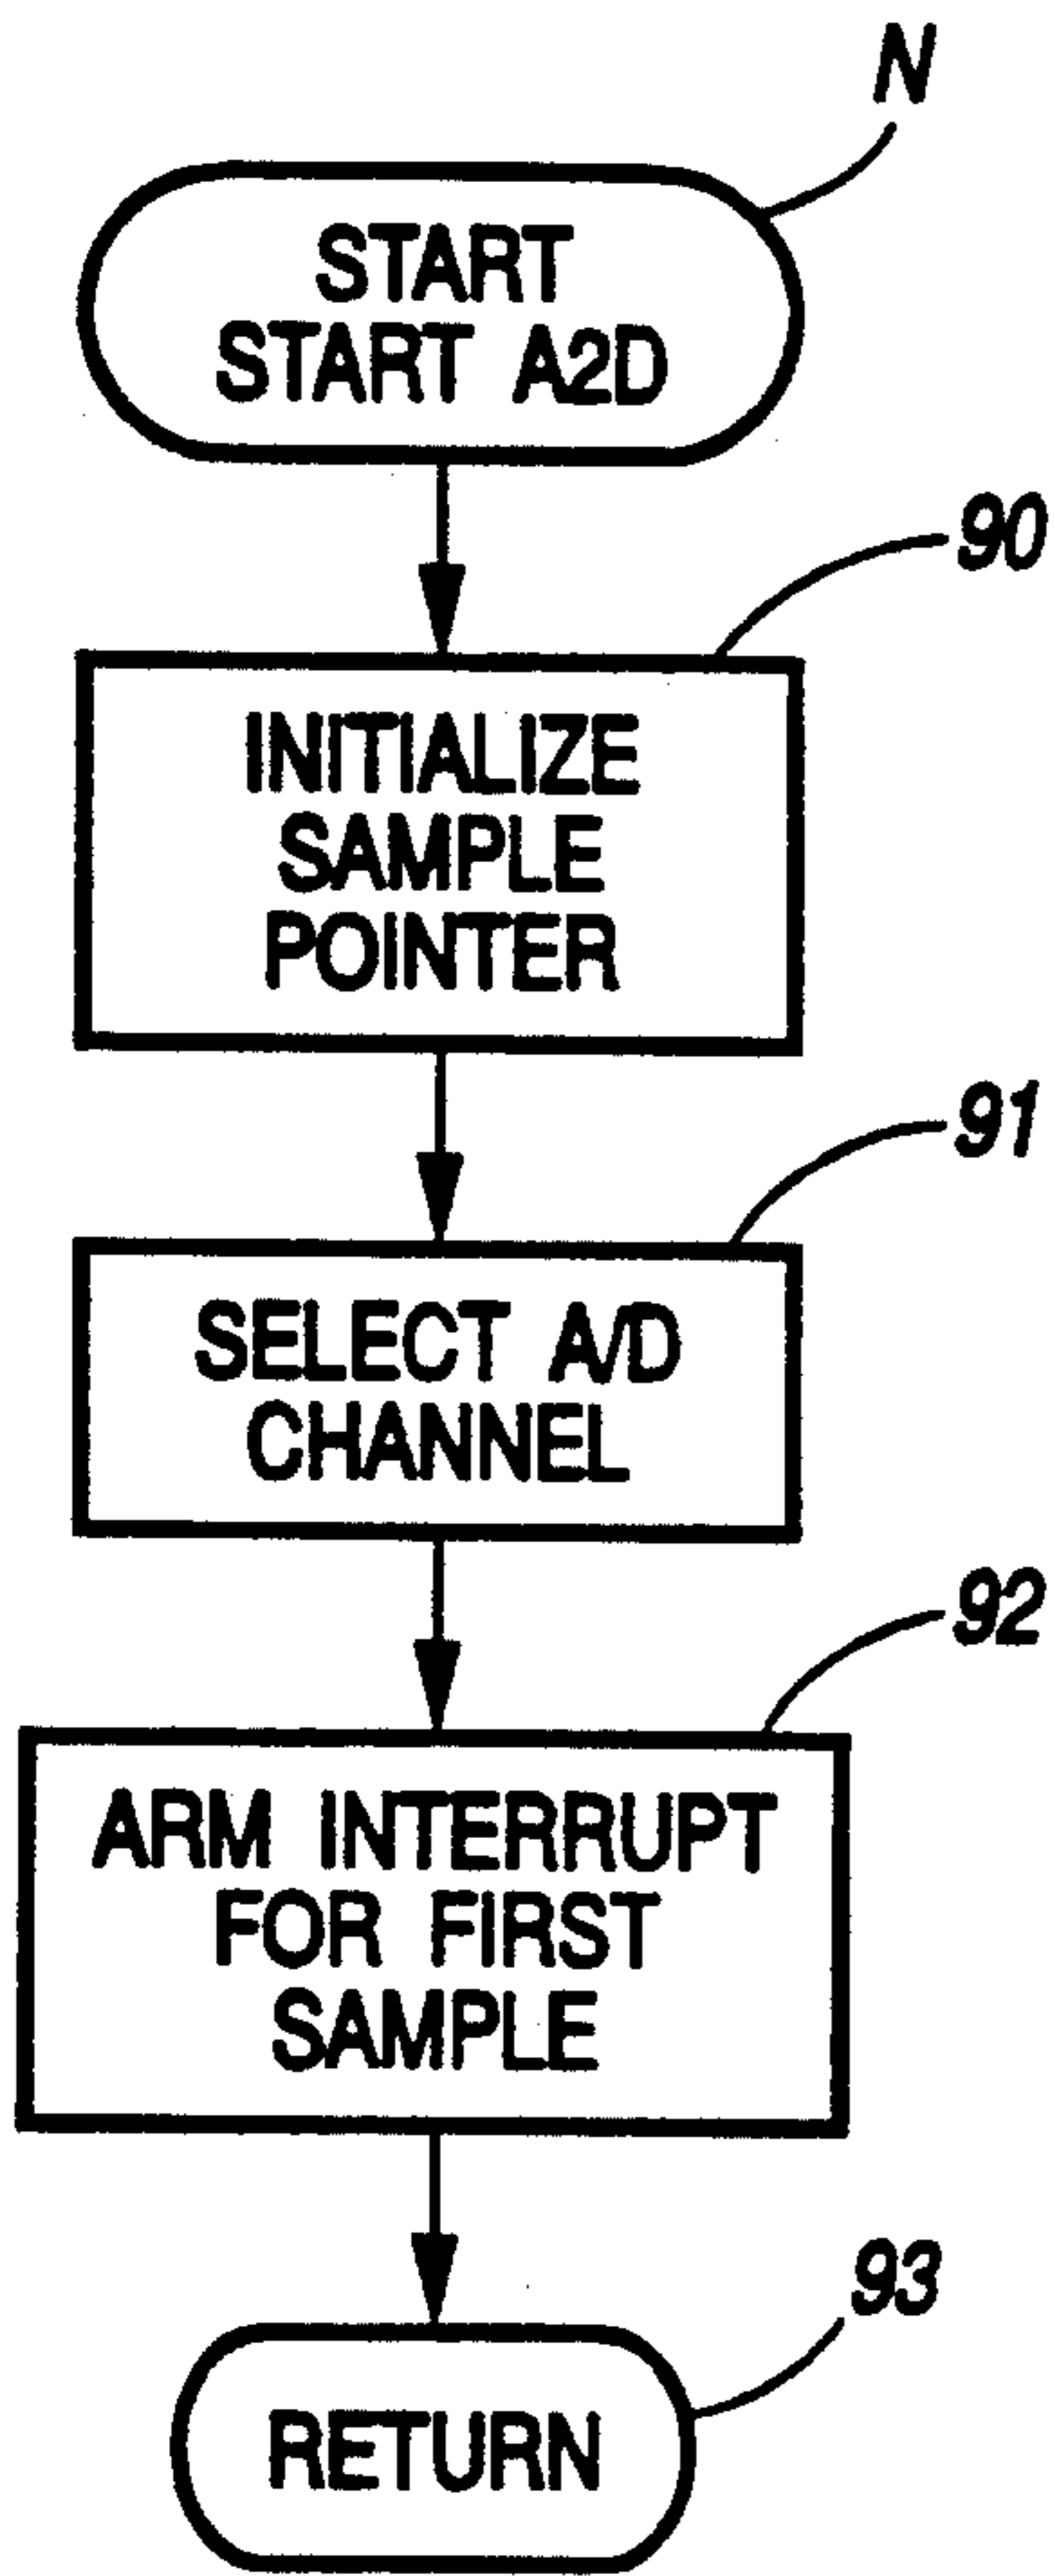 N
START
START A2D
90
INITIALIZE
SAMPLE
POINTER
91
SELECT A/D
CHANNEL
92
ARM INTERRUPT
FOR FIRST
SAMPLE
93
RETURN